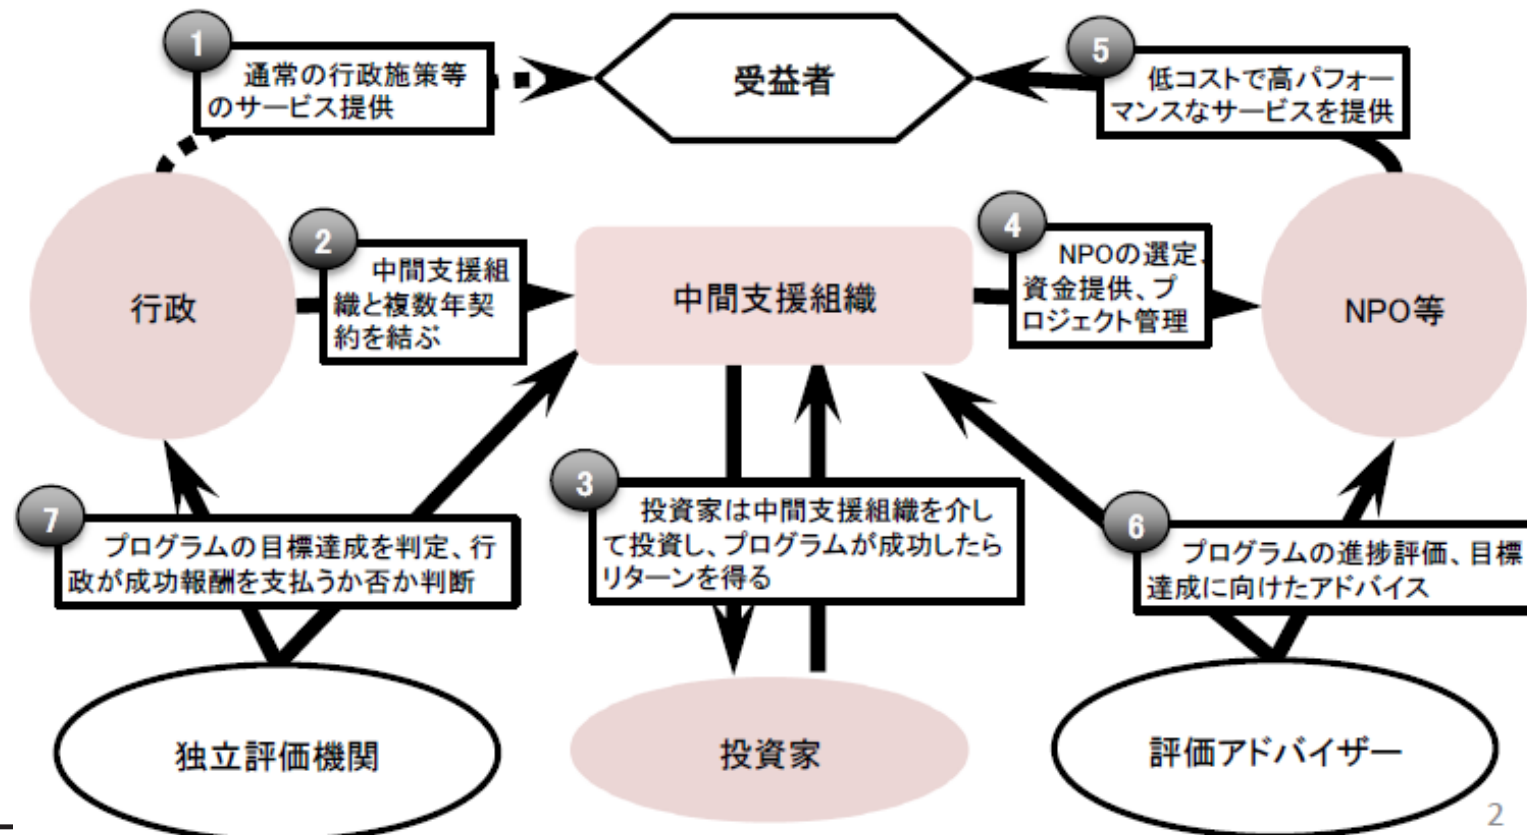 1
通常の行政施策等
のサービス提供
受益者
5
低コストで高パフォー
マンスなサービスを提供
行政
2
中間支援組
織と複数年契
約を結ぶ
中間支援組織
4
NPOの選定、
資金提供、プ
ロジェクト管理
NPO等
7
プログラムの目標達成を判定、行
政が成功報酬を支払うか否か判断
3
投資家は中間支援組織を介し
て投資し、プログラムが成功したら
リターンを得る
6
プログラムの進捗評価、目標
達成に向けたアドバイス
独立評価機関
投資家
評価アドバイザー
2